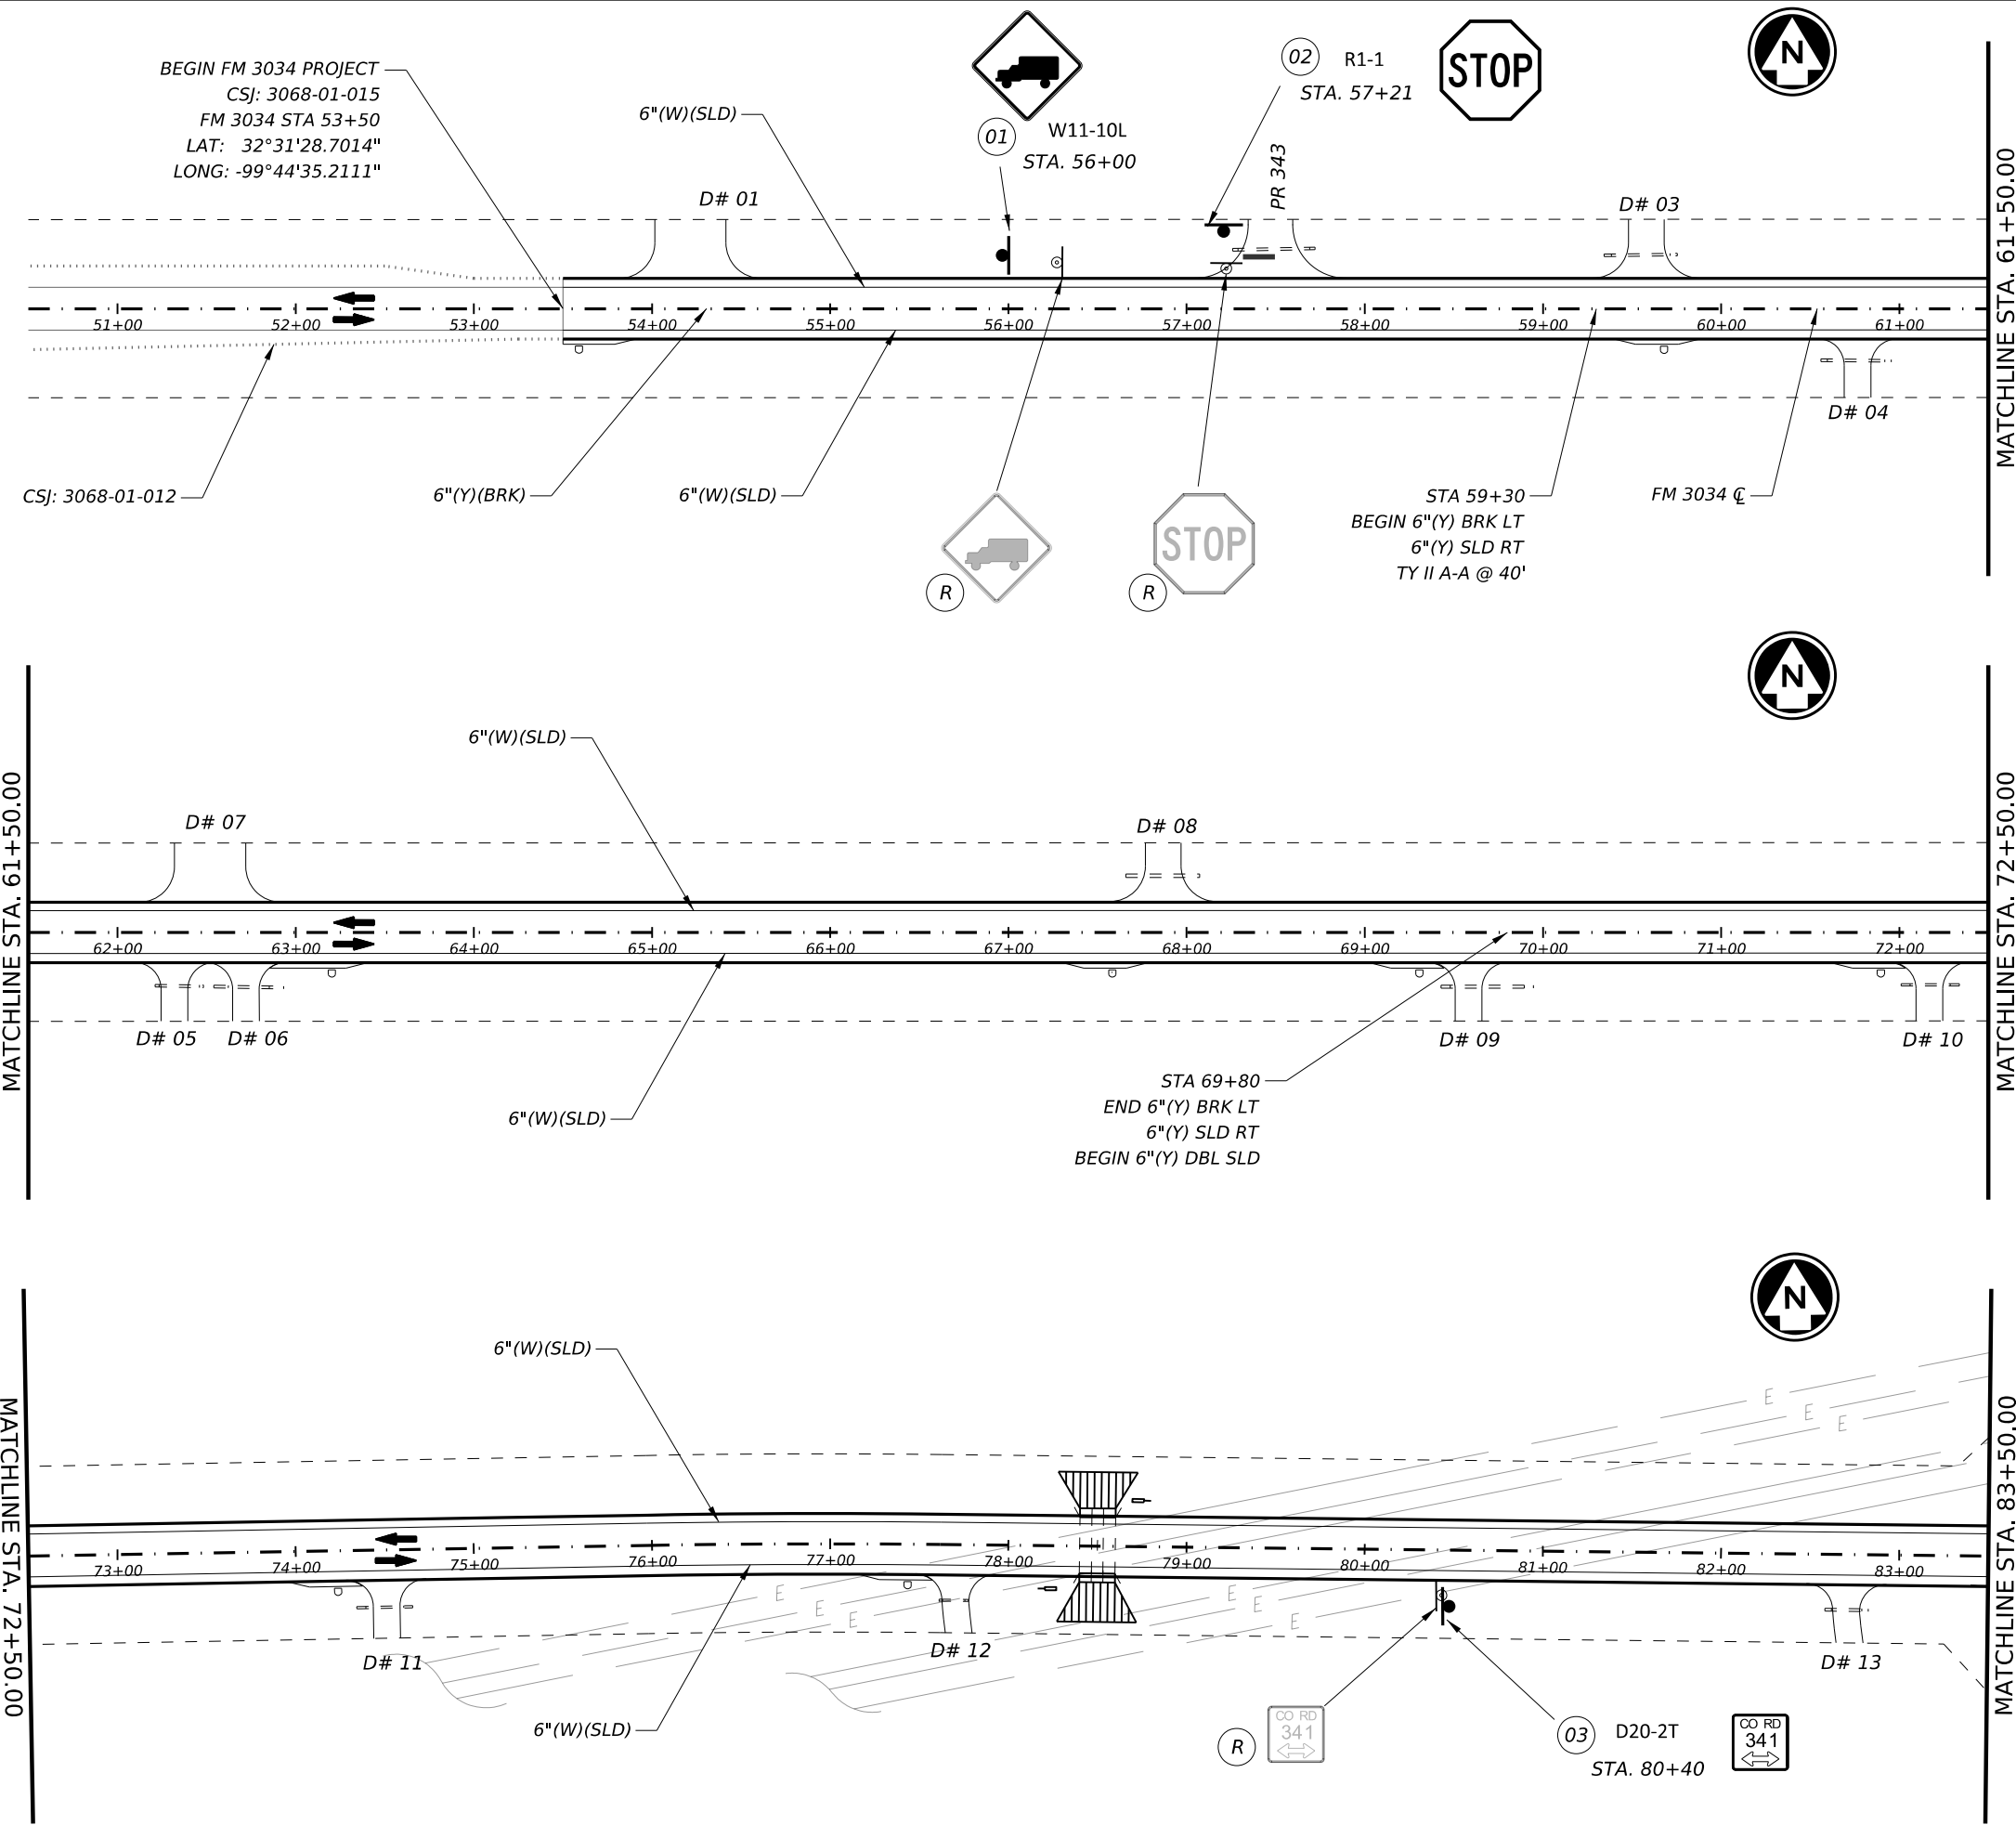 BEGIN FM 3034 PROJECT
CSJ: 3068-01-015
FM 3034 STA 53+50
LAT: 32°31'28.7014"
LONG: -99°44'35.2111"
6"(W)(SLD)
01
W11-10L
STA. 56+00
02
R1-1
STA. 57+21
STOP
N
D# 01
PR 343
D# 03
51+00
52+00
53+00
54+00
55+00
56+00
57+00
58+00
59+00
60+00
61+00
D# 04
MATCHLINE STA. 61+50.00
CSJ: 3068-01-012
6"(Y)(BRK)
6"(W)(SLD)
R
STOP
R
STA 59+30
BEGIN 6"(Y) BRK LT
6"(Y) SLD RT
TY II A-A @ 40'
FM 3034 ℄
N
MATCHLINE STA. 61+50.00
6"(W)(SLD)
D# 07
D# 08
62+00
63+00
64+00
65+00
66+00
67+00
68+00
69+00
70+00
71+00
72+00
D# 05
D# 06
D# 09
D# 10
6"(W)(SLD)
STA 69+80
END 6"(Y) BRK LT
6"(Y) SLD RT
BEGIN 6"(Y) DBL SLD
MATCHLINE STA. 72+50.00
N
MATCHLINE STA. 72+50.00
6"(W)(SLD)
E
E
E
73+00
74+00
75+00
76+00
77+00
78+00
79+00
80+00
81+00
82+00
83+00
E
E
E
E
E
E
D# 11
D# 12
D# 13
6"(W)(SLD)
R
CO RD
341
03
D20-2T
STA. 80+40
CO RD
341
MATCHLINE STA. 83+50.00